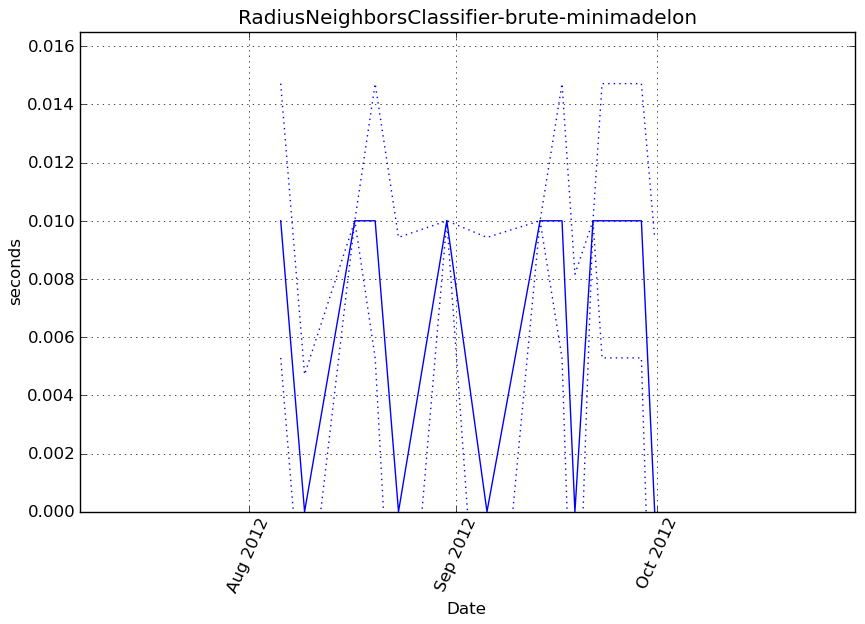 RadiusNeighborsClassifier-brute-minimadelon
0.016
0.014
0.012
0.010
0.008
0.006
0.004
0.002
0.000
seconds
Aug 2012
Sep 2012
Oct 2012
Date